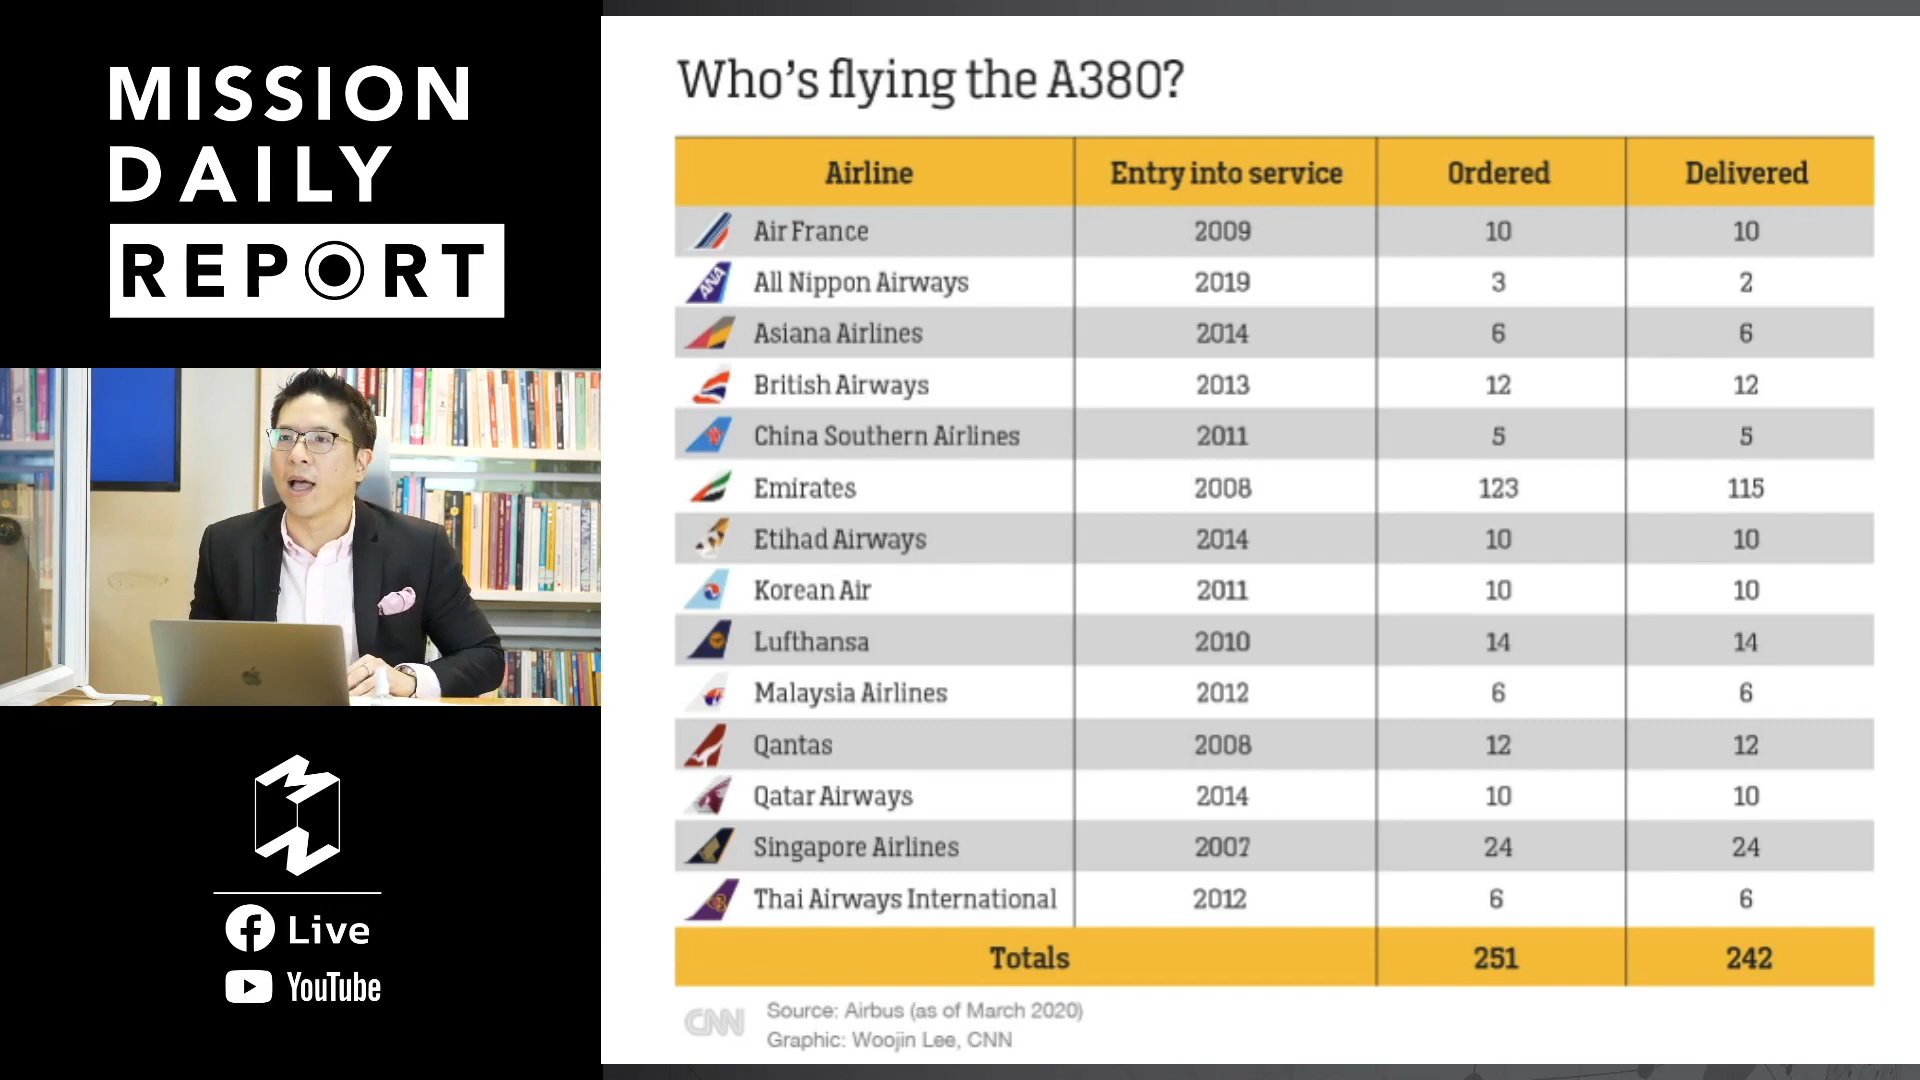 MISSION
DAILY
REPORT
Live
YouTube
Who's flying the A380?
Airline Entry into service Ordered Delivered
Air France 2009 10 10
ANA All Nippon Airways 2019 3 2
Asiana Airlines 2014 6 6
British Airways 2013 12 12
China Southern Airlines 2011 5 5
Emirates 2008 123 115
Etihad Airways 2014 10 10
Korean Air 2011 10 10
Lufthansa 2010 14 14
Malaysia Airlines 2012 6 6
Qantas 2008 12 12
Qatar Airways 2014 10 10
Singapore Airlines 2007 24 24
Thai Airways International 2012 6 6
Totals 251 242
CNN Source: Airbus (as of March 2020)
Graphic: Woojin Lee, CNN